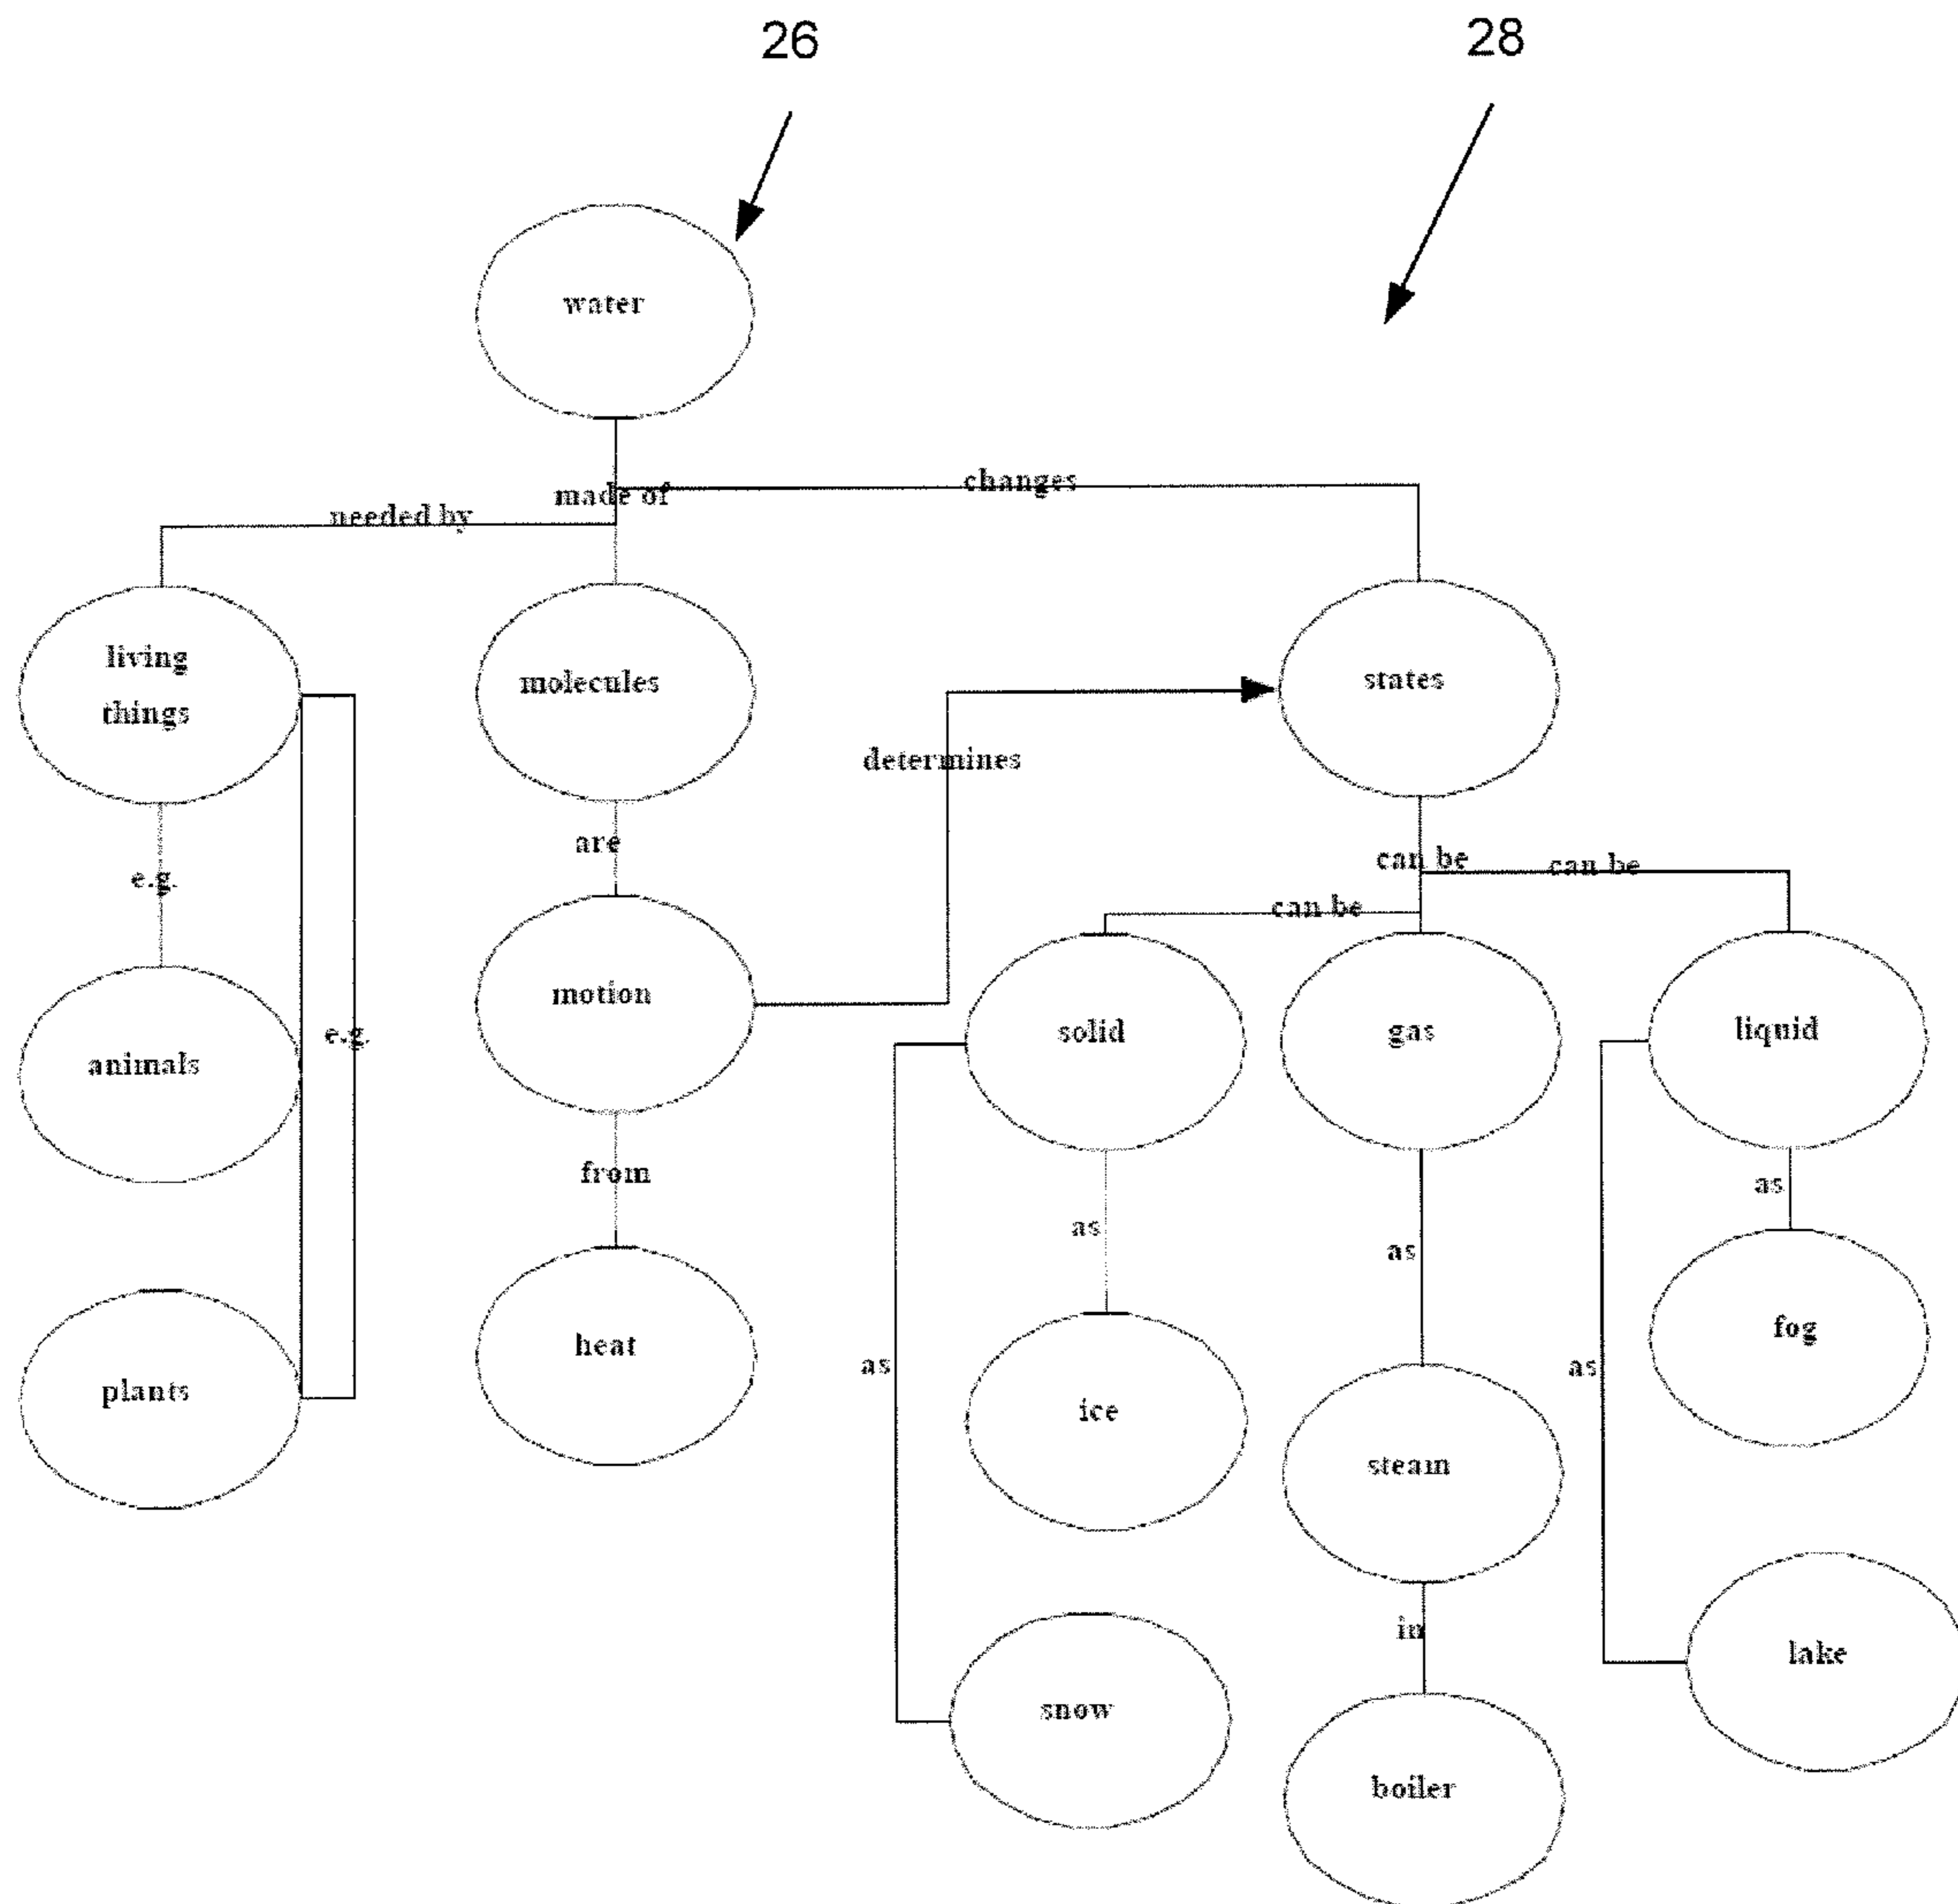 26
28
water
changes
made of
needed by
living
things
molecules
states
determines
are
can be
can be
e.g.
can be
motion
solid
gas
liquid
e.g.
animals
from
as
as
as
fog
heat
as
as
plants
ice
steam
in
lake
snow
boiler